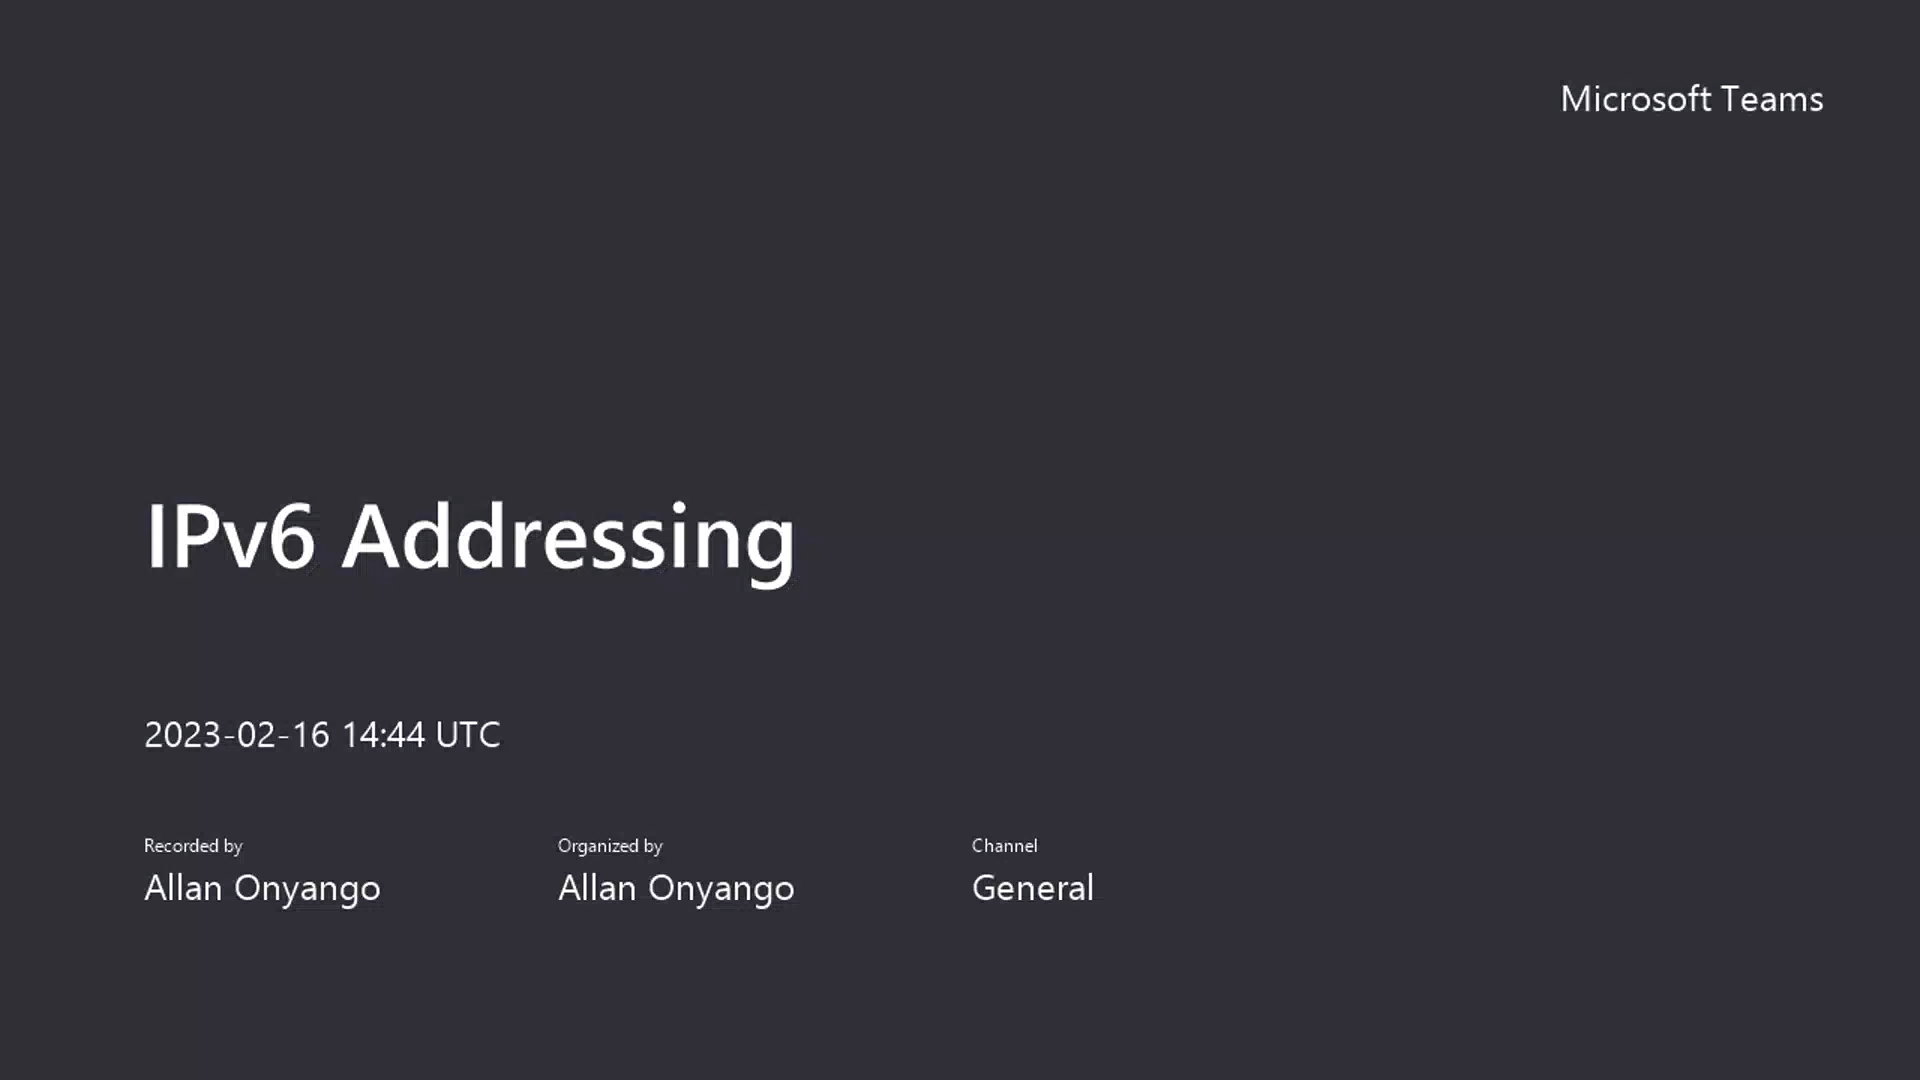 Microsoft Teams
IPv6 Addressing
2023-02-16 14:44 UTC
Recorded by
Allan Onyango
Organized by
Allan Onyango
Channel
General